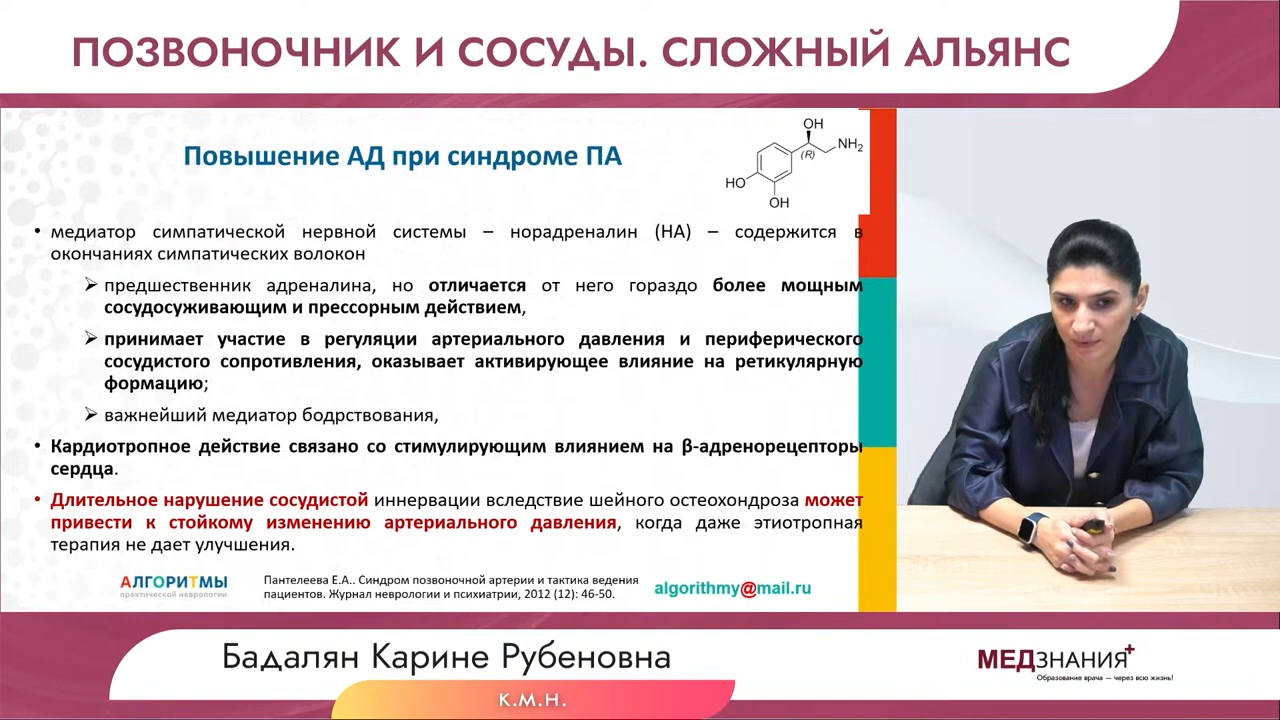 ПОЗВОНОЧНИК И СОСУДЫ. СЛОЖНЫЙ АЛЬЯНС
Повышение АД при синдроме ПА
OH
NH2
(R)
HO
OH
• медиатор симпатической нервной системы – норадреналин (НА) – содержится в
окончаниях симпатических волокон
➢ предшественник адреналина, но отличается от него гораздо более мощным
сосудосуживающим и прессорным действием,
➢ принимает участие в регуляции артериального давления и периферического
сосудистого сопротивления, оказывает активирующее влияние на ретикулярную
формацию;
➢ важнейший медиатор бодрствования,
• Кардиотропное действие связано со стимулирующим влиянием на β-адренорецепторы
сердца.
• Длительное нарушение сосудистой иннервации вследствие шейного остеохондроза может
привести к стойкому изменению артериального давления, когда даже этиотропная
терапия не дает улучшения.
АЛГОРИТМЫ
практической неврологии
Пантелеева Е.А.. Синдром позвоночной артерии и тактика ведения
пациентов. Журнал неврологии и психиатрии, 2012 (12): 46-50.
algorithmy@mail.ru
Бадалян Карине Рубеновна
К.М.Н.
МЕДЗНАНИЯ+
Образование врача — через всю жизнь!